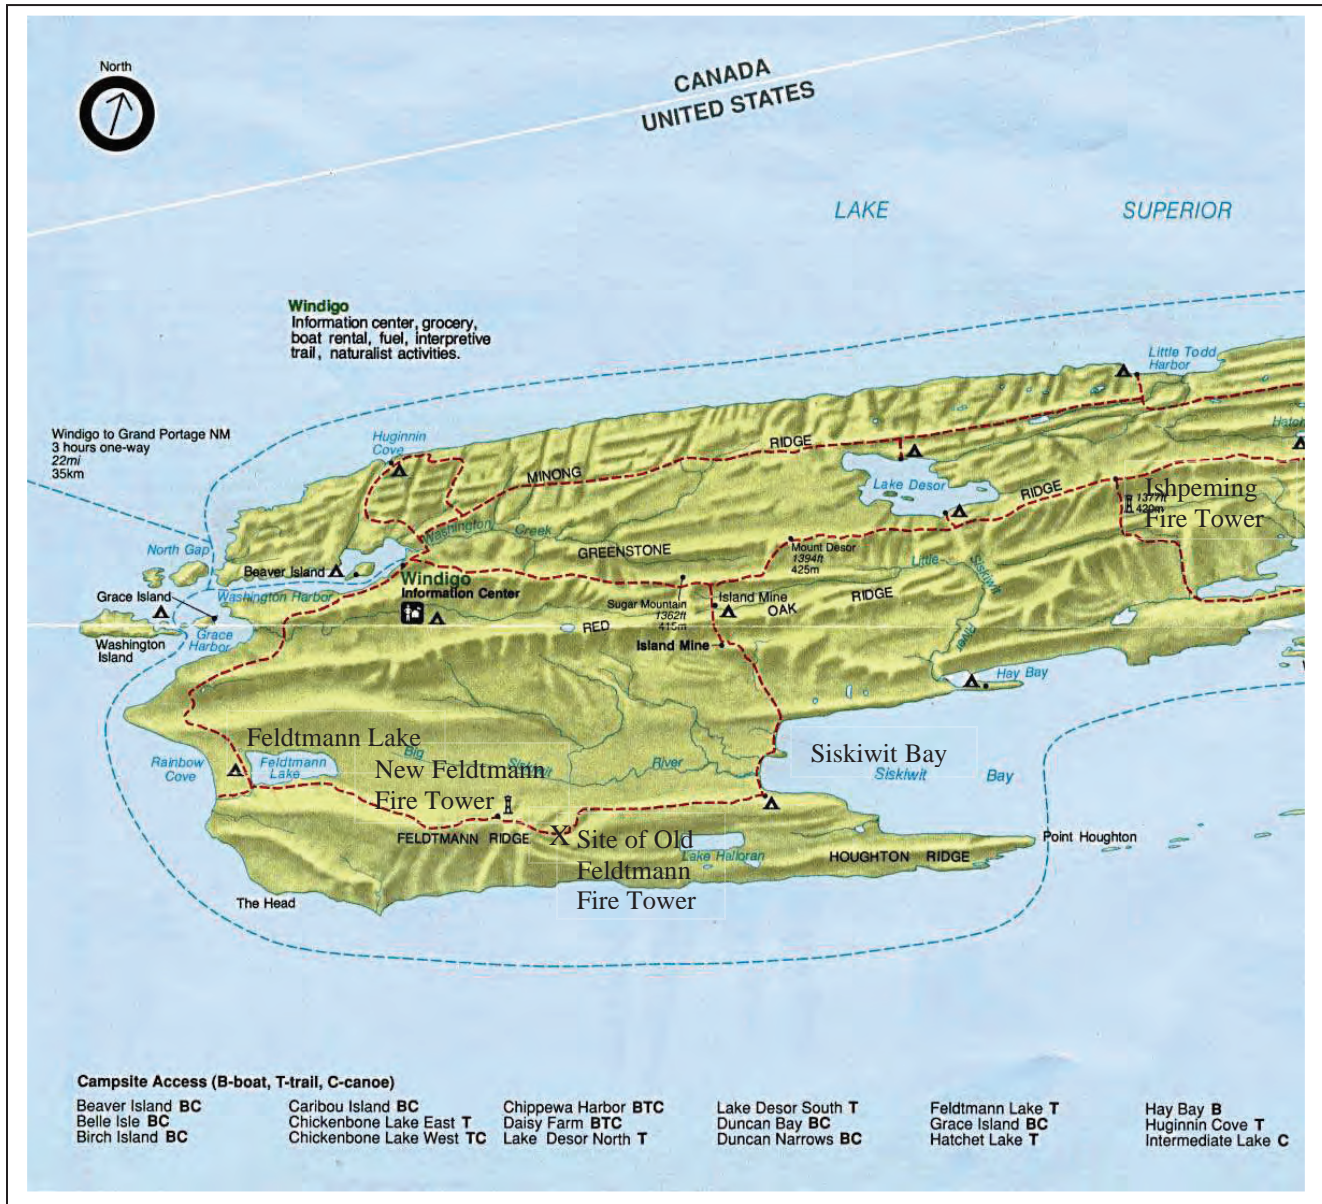 North
CANADA
UNITED STATES
LAKE SUPERIOR
Windigo
Information center, grocery,
boat rental, fuel, interpretive
trail, naturalist activities.
Little Todd
Harbor
Windigo to Grand Portage NM
3 hours one-way
22mi
35km
Huginnin
Cove
MINONG RIDGE
Lake Desor
RIDGE
1377ft
420m
Ishpeming
Fire Tower
Washington Creek
North Gap
GREENSTONE
Mount Desor
1394ft
425m
Little Siskiwit River
Beaver Island
Windigo
Information Center
Washington Harbor
Grace Island
Grace
Harbor
Washington
Island
Sugar Mountain
1362ft
415m
Island Mine
RED OAK RIDGE
Island Mine
Hay Bay
Feldtmann Lake
Rainbow
Cove
Feldtmann
Lake
Big Siskiwit River
New Feldtmann
Fire Tower
Siskiwit Bay
Siskiwit Bay
FELDTMANN RIDGE
X Site of Old
Feldtmann
Fire Tower
Lake Halloran
HOUGHTON RIDGE
Point Houghton
The Head
Campsite Access (B-boat, T-trail, C-canoe)
Beaver Island BC
Belle Isle BC
Birch Island BC
Caribou Island BC
Chickenbone Lake East T
Chickenbone Lake West TC
Chippewa Harbor BTC
Daisy Farm BTC
Lake Desor North T
Lake Desor South T
Duncan Bay BC
Duncan Narrows BC
Feldtmann Lake T
Grace Island BC
Hatchet Lake T
Hay Bay B
Huginnin Cove T
Intermediate Lake C